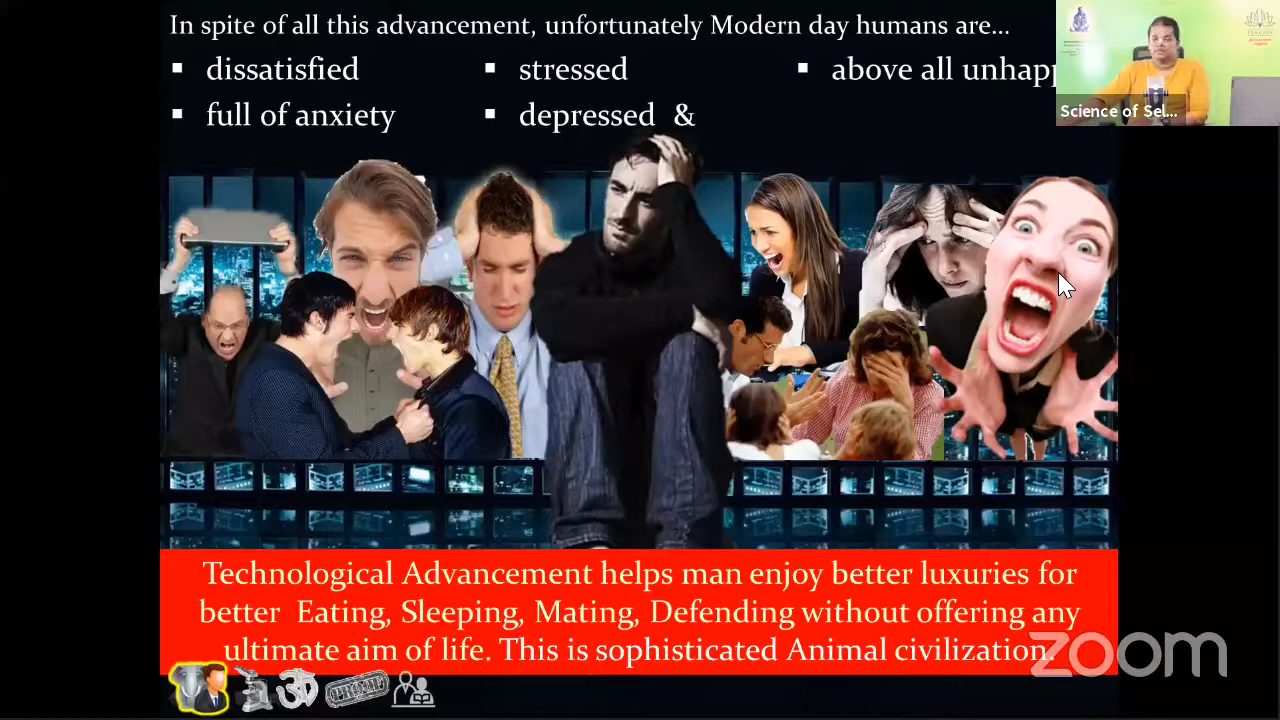 In spite of all this advancement, unfortunately Modern day humans are...
▪ dissatisfied ▪ stressed ▪ above all unhapp
▪ full of anxiety ▪ depressed &
Science of Sel...
Technological Advancement helps man enjoy better luxuries for
better Eating, Sleeping, Mating, Defending without offering any
ultimate aim of life. This is sophisticated Animal civilization.
zoom